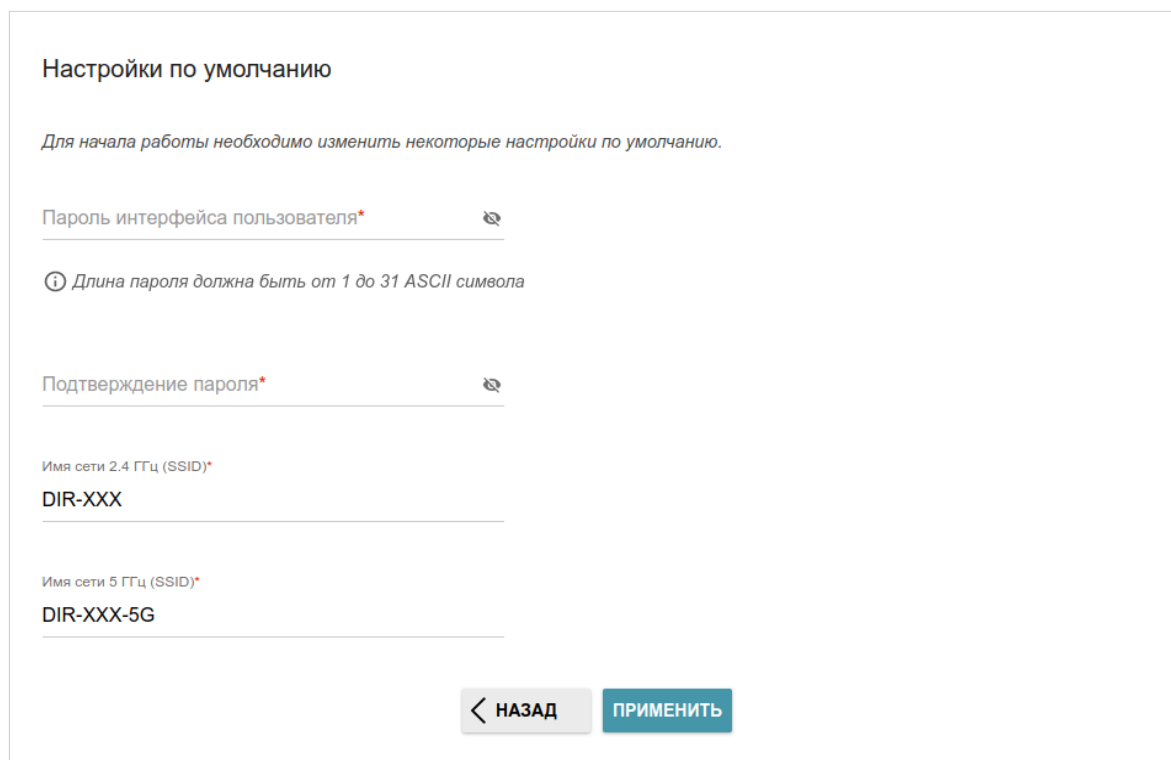 Настройки по умолчанию
Для начала работы необходимо изменить некоторые настройки по умолчанию.
Пароль интерфейса пользователя*
Длина пароля должна быть от 1 до 31 ASCII символа
Подтверждение пароля*
Имя сети 2.4 ГГц (SSID)*
DIR-XXX
Имя сети 5 ГГц (SSID)*
DIR-XXX-5G
НАЗАД
ПРИМЕНИТЬ